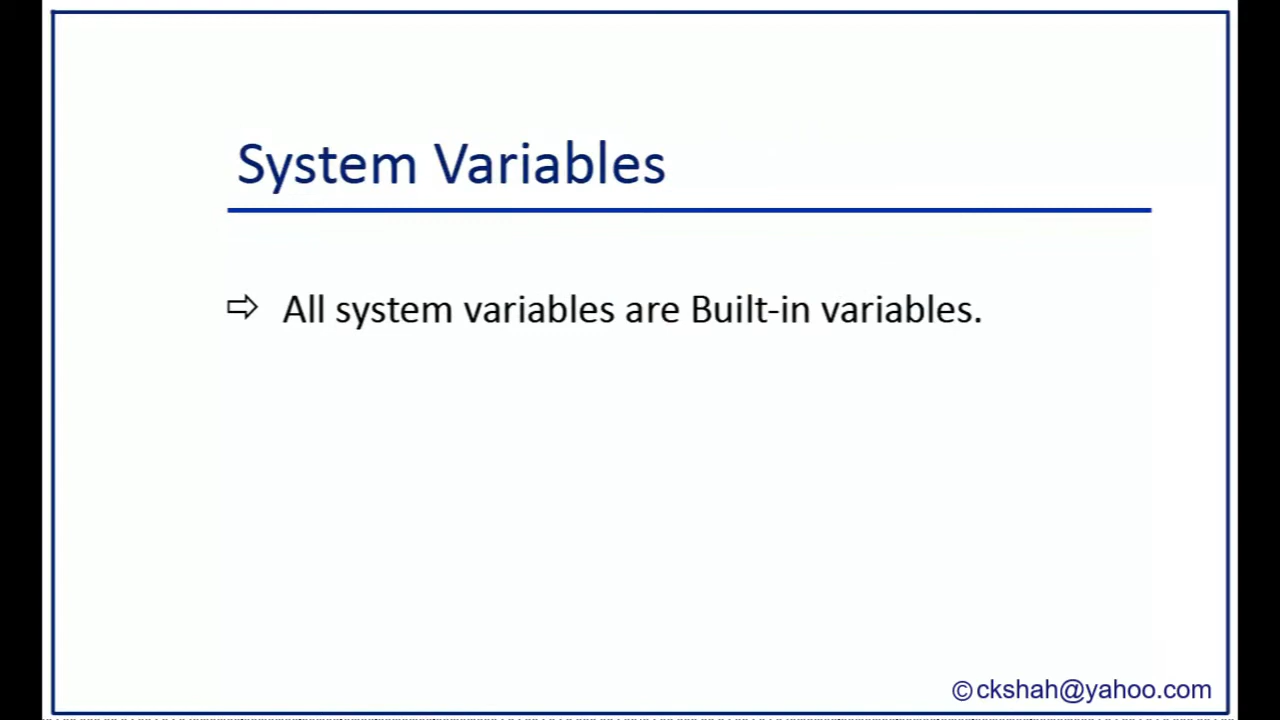 System Variables
⇨ All system variables are Built-in variables.
©ckshah@yahoo.com